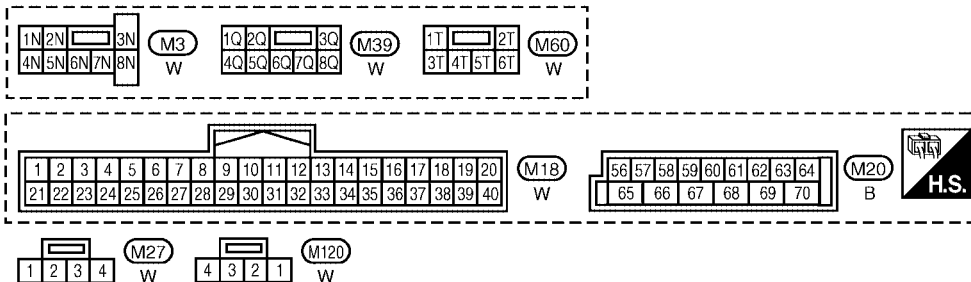 1N 2N 3N M3 1Q 2Q 3Q M39 1T 2T M60
4N 5N 6N 7N 8N W 4Q 5Q 6Q 7Q 8Q W 3T 4T 5T 6T W
1 2 3 4 5 6 7 8 9 10 11 12 13 14 15 16 17 18 19 20 M18 56 57 58 59 60 61 62 63 64 M20
21 22 23 24 25 26 27 28 29 30 31 32 33 34 35 36 37 38 39 40 W 65 66 67 68 69 70 B H.S.
M27 M120
1 2 3 4 W 4 3 2 1 W